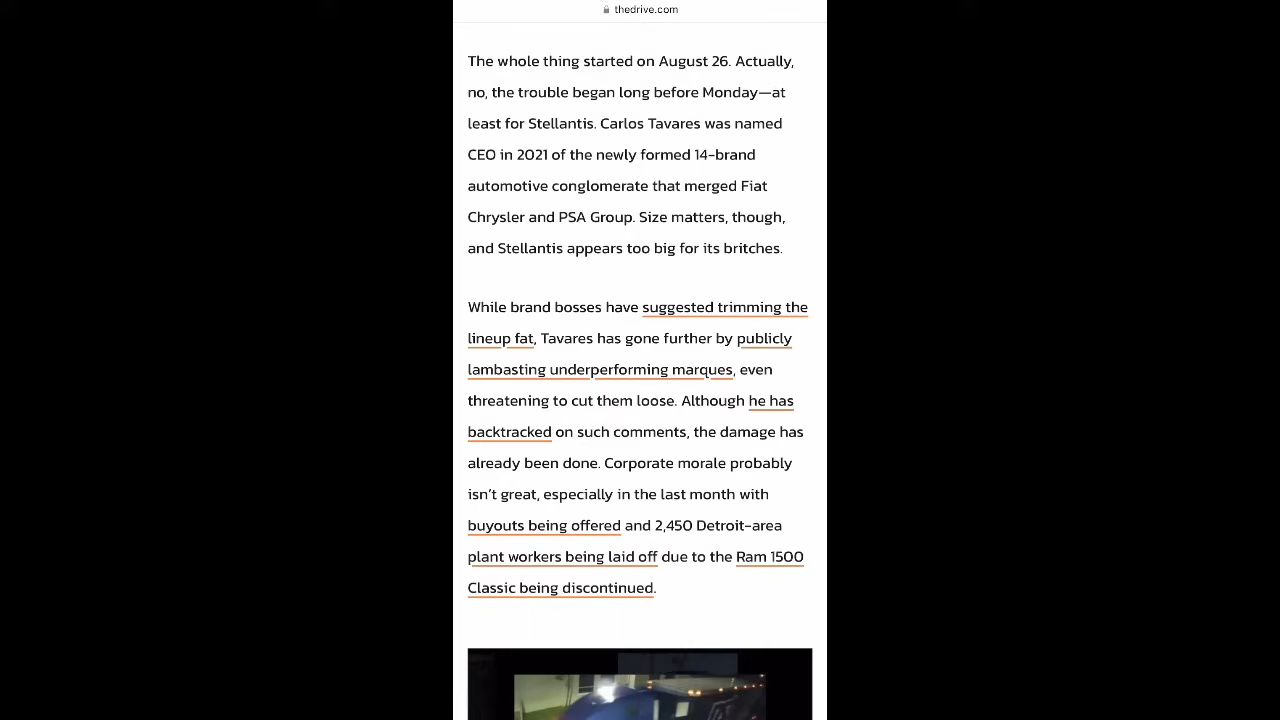 thedrive.com
The whole thing started on August 26. Actually,
no, the trouble began long before Monday—at
least for Stellantis. Carlos Tavares was named
CEO in 2021 of the newly formed 14-brand
automotive conglomerate that merged Fiat
Chrysler and PSA Group. Size matters, though,
and Stellantis appears too big for its britches.
While brand bosses have suggested trimming the
lineup fat, Tavares has gone further by publicly
lambasting underperforming marques, even
threatening to cut them loose. Although he has
backtracked on such comments, the damage has
already been done. Corporate morale probably
isn't great, especially in the last month with
buyouts being offered and 2,450 Detroit-area
plant workers being laid off due to the Ram 1500
Classic being discontinued.